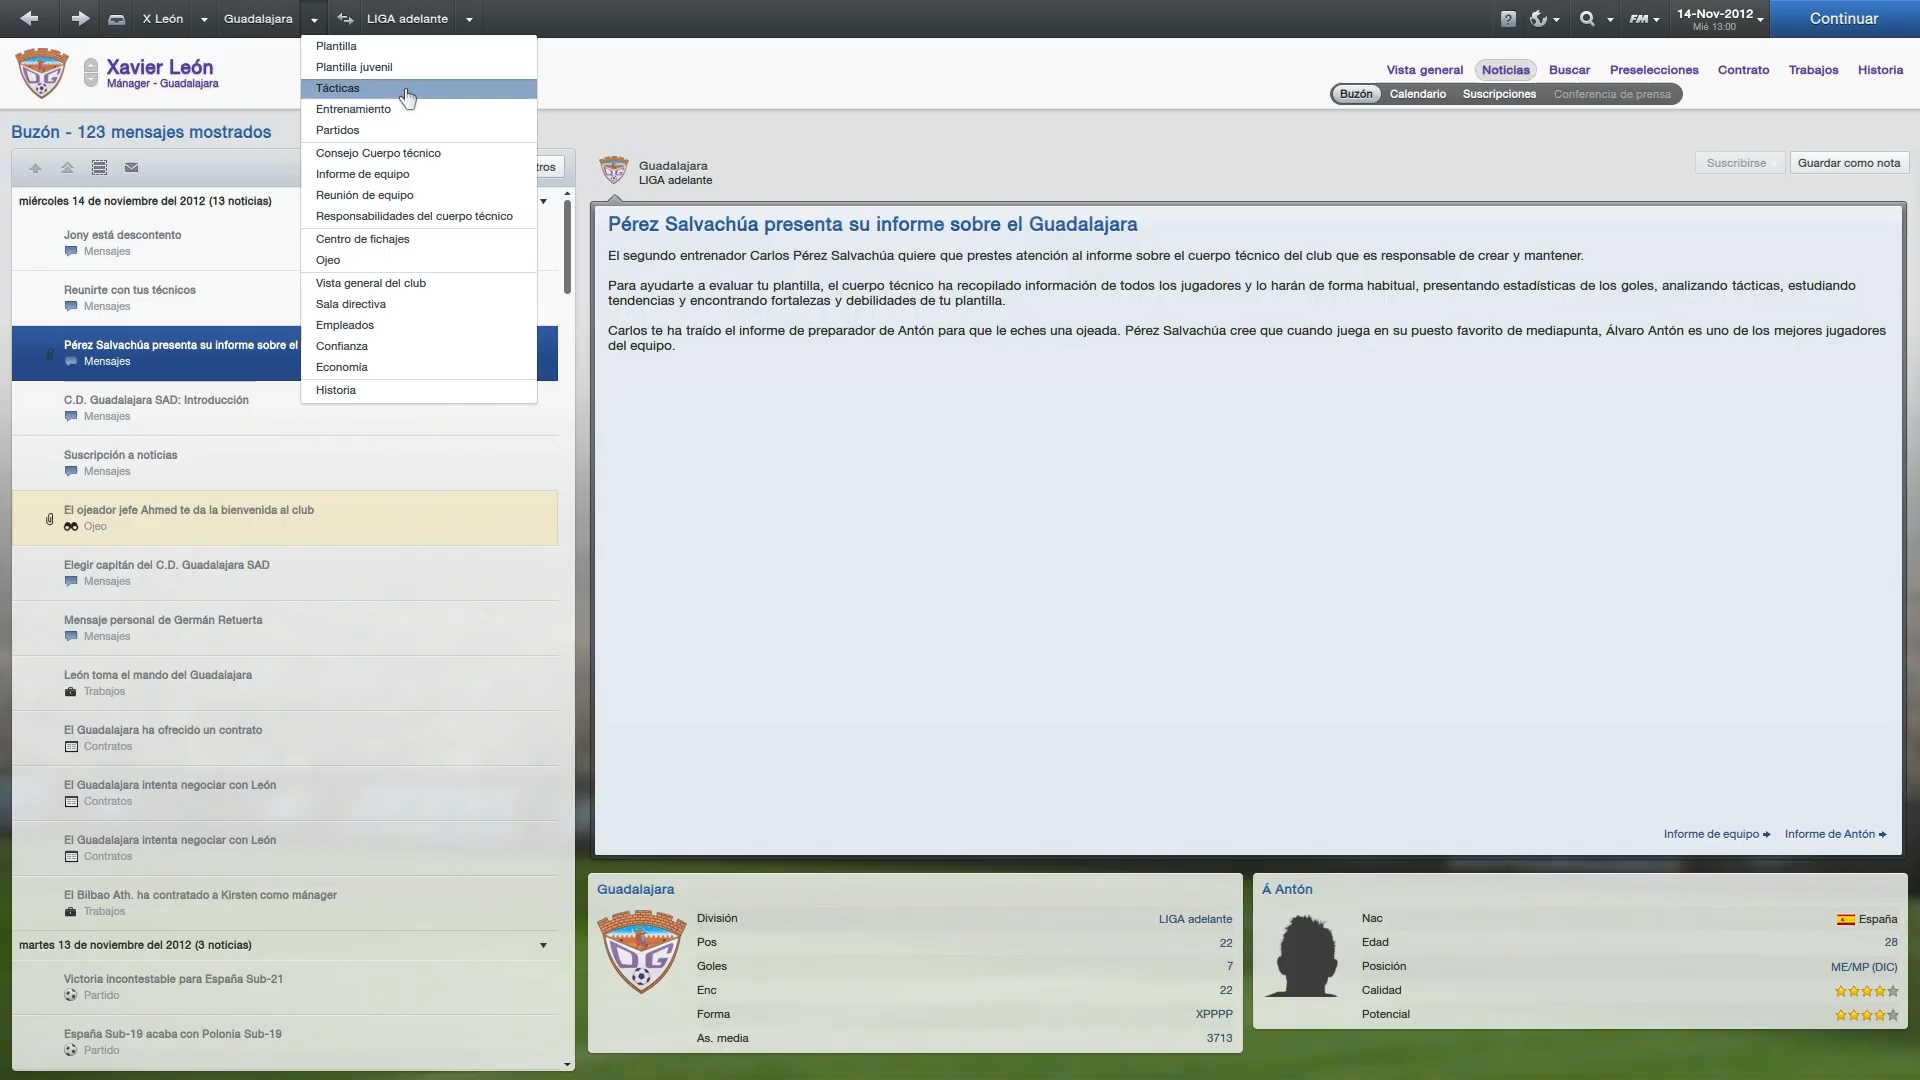 X León
Guadalajara
LIGA adelante
FM
14-Nov-2012
Mié 13:00
Continuar
Xavier León
Mánager - Guadalajara
Vista general
Noticias
Buscar
Preselecciones
Contrato
Trabajos
Historia
Buzón
Calendario
Suscripciones
Conferencia de prensa
Plantilla
Plantilla juvenil
Tácticas
Entrenamiento
Partidos
Consejo Cuerpo técnico
Informe de equipo
Reunión de equipo
Responsabilidades del cuerpo técnico
Centro de fichajes
Ojeo
Vista general del club
Sala directiva
Empleados
Confianza
Economía
Historia
Buzón - 123 mensajes mostrados
tros
miércoles 14 de noviembre del 2012 (13 noticias)
Jony está descontento
Mensajes
Reunirte con tus técnicos
Mensajes
Pérez Salvachúa presenta su informe sobre el
Mensajes
C.D. Guadalajara SAD: Introducción
Mensajes
Suscripción a noticias
Mensajes
El ojeador jefe Ahmed te da la bienvenida al club
Ojeo
Elegir capitán del C.D. Guadalajara SAD
Mensajes
Mensaje personal de Germán Retuerta
Mensajes
León toma el mando del Guadalajara
Trabajos
El Guadalajara ha ofrecido un contrato
Contratos
El Guadalajara intenta negociar con León
Contratos
El Guadalajara intenta negociar con León
Contratos
El Bilbao Ath. ha contratado a Kirsten como mánager
Trabajos
martes 13 de noviembre del 2012 (3 noticias)
Victoria incontestable para España Sub-21
Partido
España Sub-19 acaba con Polonia Sub-19
Partido
Guadalajara
LIGA adelante
Suscribirse
Guardar como nota
Pérez Salvachúa presenta su informe sobre el Guadalajara
El segundo entrenador Carlos Pérez Salvachúa quiere que prestes atención al informe sobre el cuerpo técnico del club que es responsable de crear y mantener.
Para ayudarte a evaluar tu plantilla, el cuerpo técnico ha recopilado información de todos los jugadores y lo harán de forma habitual, presentando estadísticas de los goles, analizando tácticas, estudiando
tendencias y encontrando fortalezas y debilidades de tu plantilla.
Carlos te ha traído el informe de preparador de Antón para que le eches una ojeada. Pérez Salvachúa cree que cuando juega en su puesto favorito de mediapunta, Álvaro Antón es uno de los mejores jugadores
del equipo.
Informe de equipo
Informe de Antón
Guadalajara
División LIGA adelante
Pos 22
Goles 7
Enc 22
Forma XPPPP
As. media 3713
Á Antón
Nac España
Edad 28
Posición ME/MP (DIC)
Calidad
Potencial